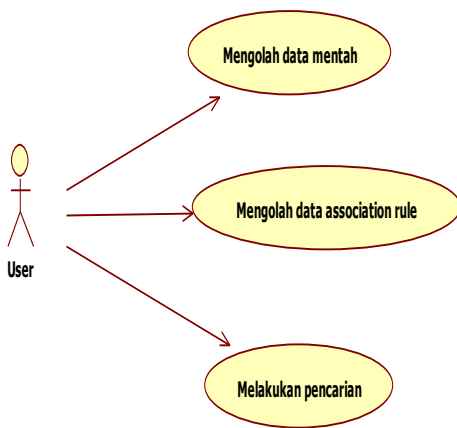 Mengolah data mentah
Mengolah data association rule
User
Melakukan pencarian